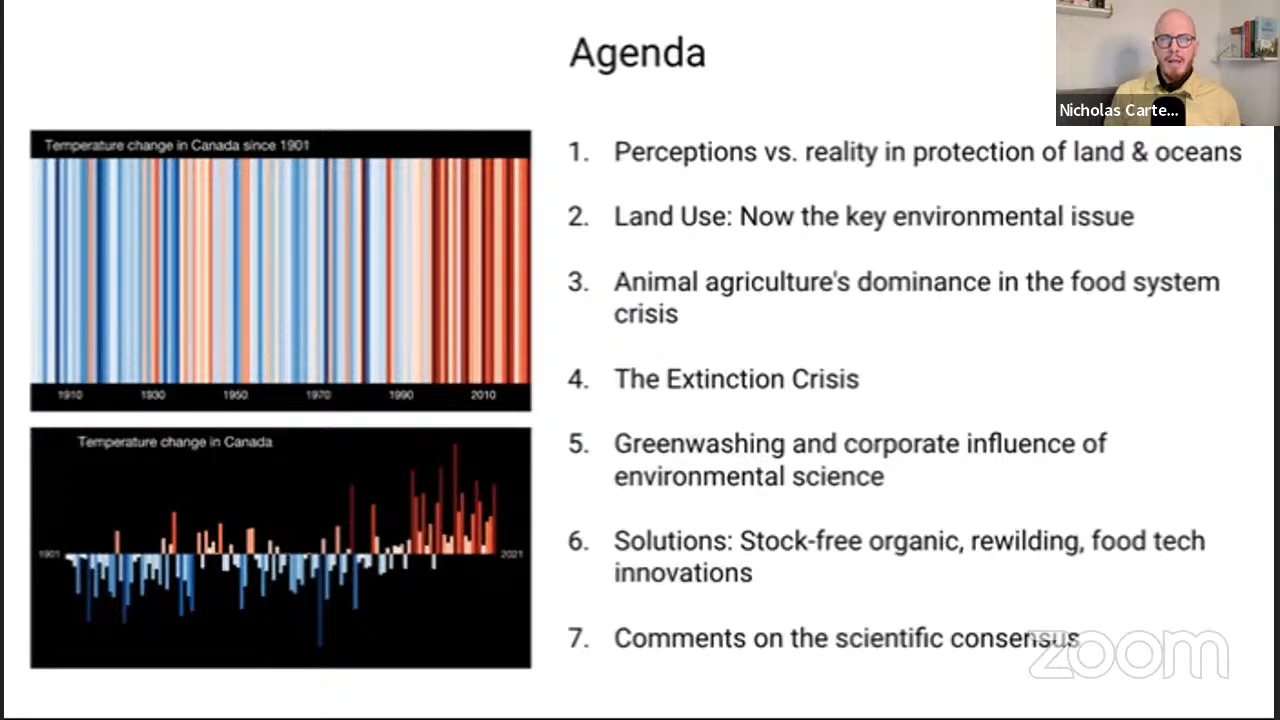 Agenda
Nicholas Carte...
Temperature change in Canada since 1901
1910 1930 1950 1970 1990 2010
Temperature change in Canada
1901 2021
1. Perceptions vs. reality in protection of land & oceans
2. Land Use: Now the key environmental issue
3. Animal agriculture's dominance in the food system
crisis
4. The Extinction Crisis
5. Greenwashing and corporate influence of
environmental science
6. Solutions: Stock-free organic, rewilding, food tech
innovations
7. Comments on the scientific consensus
zoom